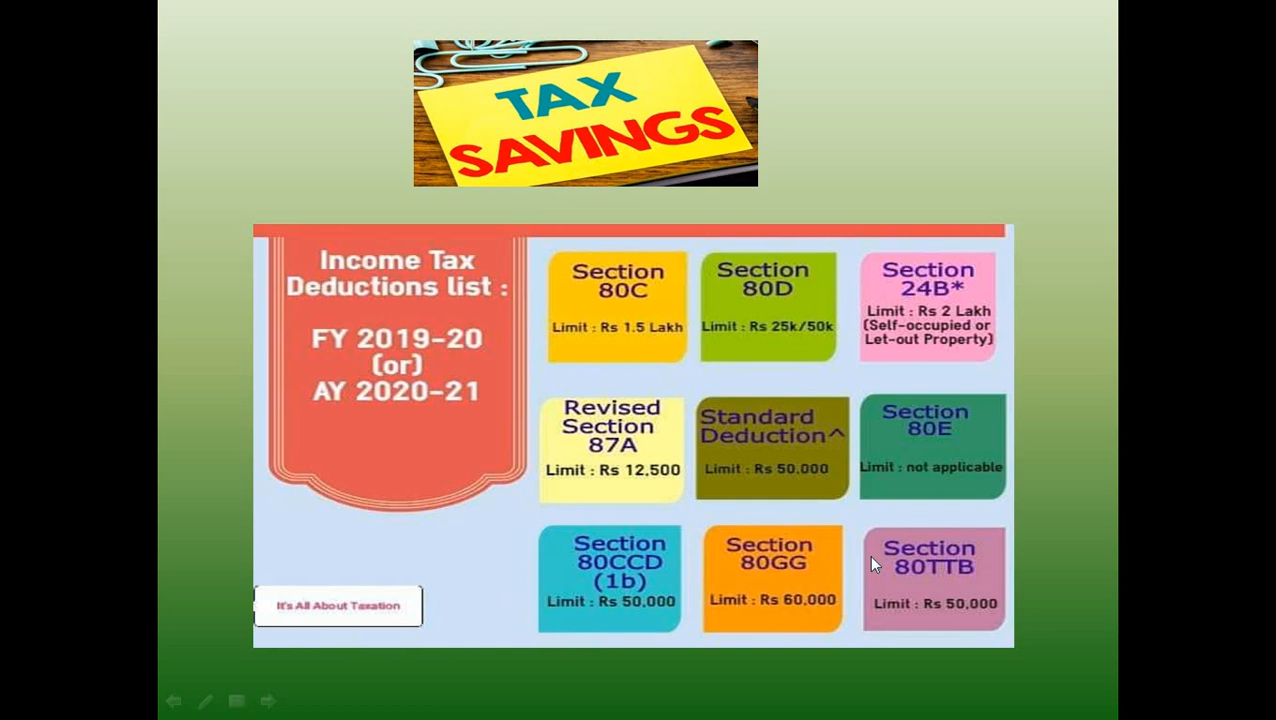 TAX
SAVINGS
Income Tax
Deductions list :
FY 2019-20
(or)
AY 2020-21
Section
80C
Limit : Rs 1.5 Lakh
Section
80D
Limit : Rs 25k/50k
Section
24B*
Limit : Rs 2 Lakh
(Self-occupied or
Let-out Property)
Revised
Section
87A
Limit : Rs 12,500
Standard
Deduction^
Limit : Rs 50,000
Section
80E
Limit : not applicable
Section
80CCD
(1b)
Limit : Rs 50,000
Section
80GG
Limit : Rs 60,000
Section
80TTB
Limit : Rs 50,000
It's All About Taxation